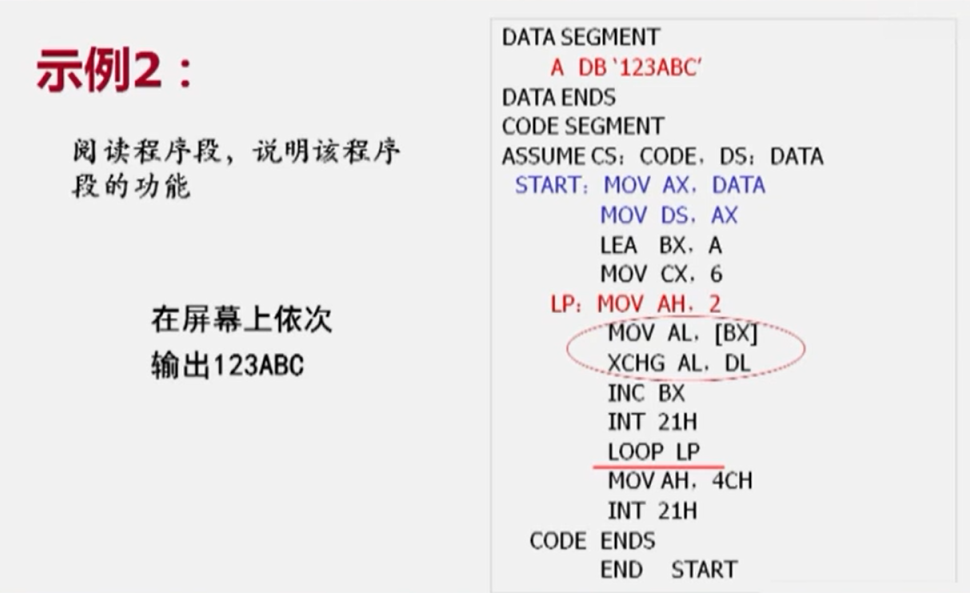 示例2：
阅读程序段，说明该程序
段的功能
在屏幕上依次
输出123ABC
DATA SEGMENT
A DB ‘123ABC’
DATA ENDS
CODE SEGMENT
ASSUME CS：CODE，DS：DATA
START：MOV AX，DATA
MOV DS，AX
LEA BX，A
MOV CX，6
LP：MOV AH，2
MOV AL，[BX]
XCHG AL，DL
INC BX
INT 21H
LOOP LP
MOV AH，4CH
INT 21H
CODE ENDS
END START